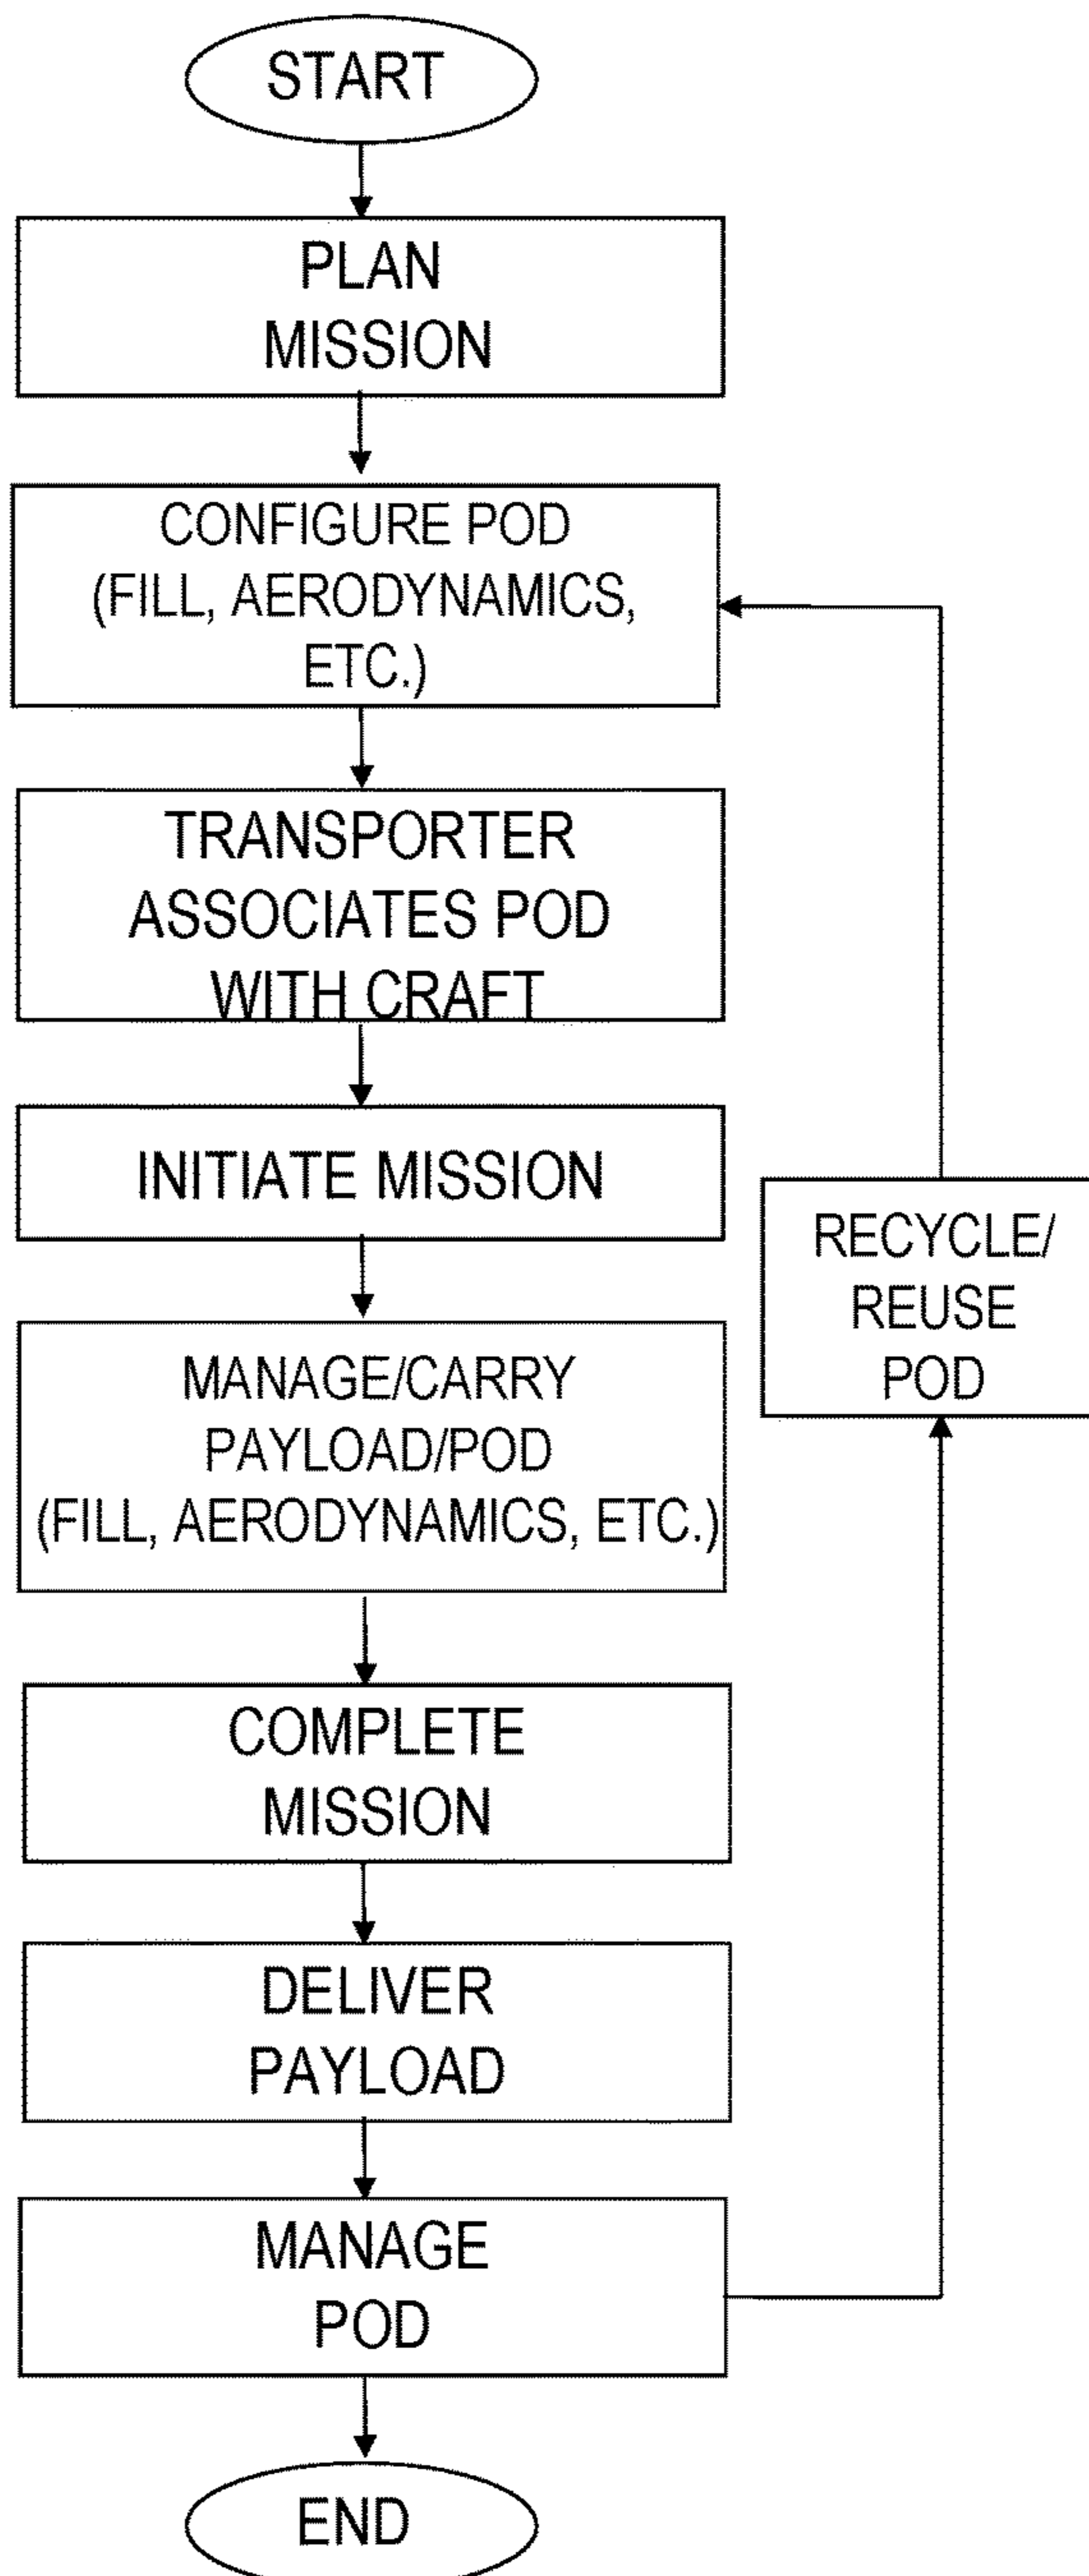 START
PLAN
MISSION
CONFIGURE POD
(FILL, AERODYNAMICS,
ETC.)
TRANSPORTER
ASSOCIATES POD
WITH CRAFT
INITIATE MISSION
RECYCLE/
REUSE
POD
MANAGE/CARRY
PAYLOAD/POD
(FILL, AERODYNAMICS, ETC.)
COMPLETE
MISSION
DELIVER
PAYLOAD
MANAGE
POD
END